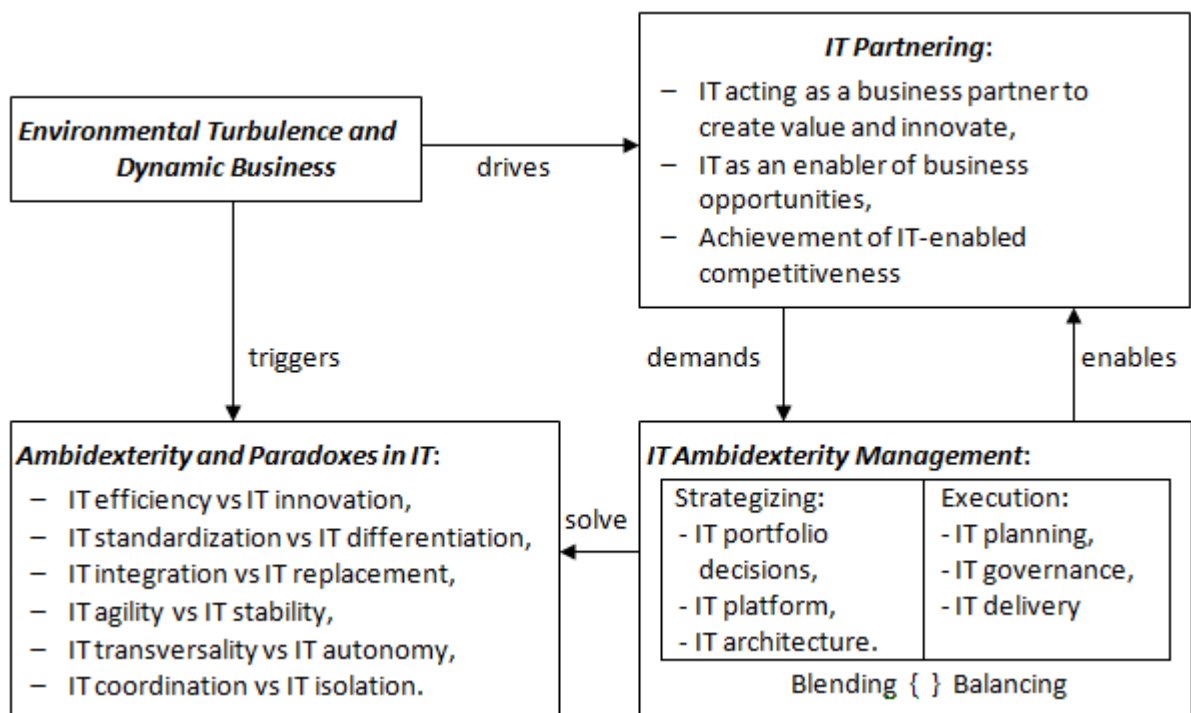 Environmental Turbulence and
Dynamic Business
drives
IT Partnering:
– IT acting as a business partner to
create value and innovate,
– IT as an enabler of business
opportunities,
– Achievement of IT-enabled
competitiveness
triggers
demands
enables
Ambidexterity and Paradoxes in IT:
– IT efficiency vs IT innovation,
– IT standardization vs IT differentiation,
– IT integration vs IT replacement,
– IT agility vs IT stability,
– IT transversality vs IT autonomy,
– IT coordination vs IT isolation.
solve
IT Ambidexterity Management:
Strategizing:
- IT portfolio
decisions,
- IT platform,
- IT architecture.
Execution:
- IT planning,
- IT governance,
- IT delivery
Blending { } Balancing